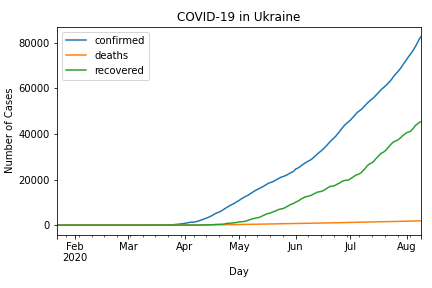 COVID-19 in Ukraine
confirmed
deaths
recovered
80000
60000
40000
20000
0
Number of Cases
Feb Mar Apr May Jun Jul Aug
2020
Day